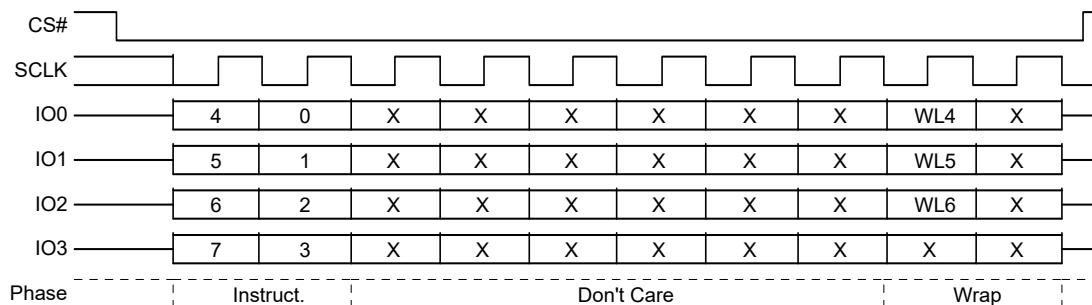 CS#
SCLK
IO0 4 0 X X X X X X WL4 X
IO1 5 1 X X X X X X WL5 X
IO2 6 2 X X X X X X WL6 X
IO3 7 3 X X X X X X X X
Phase Instruct. Don't Care Wrap